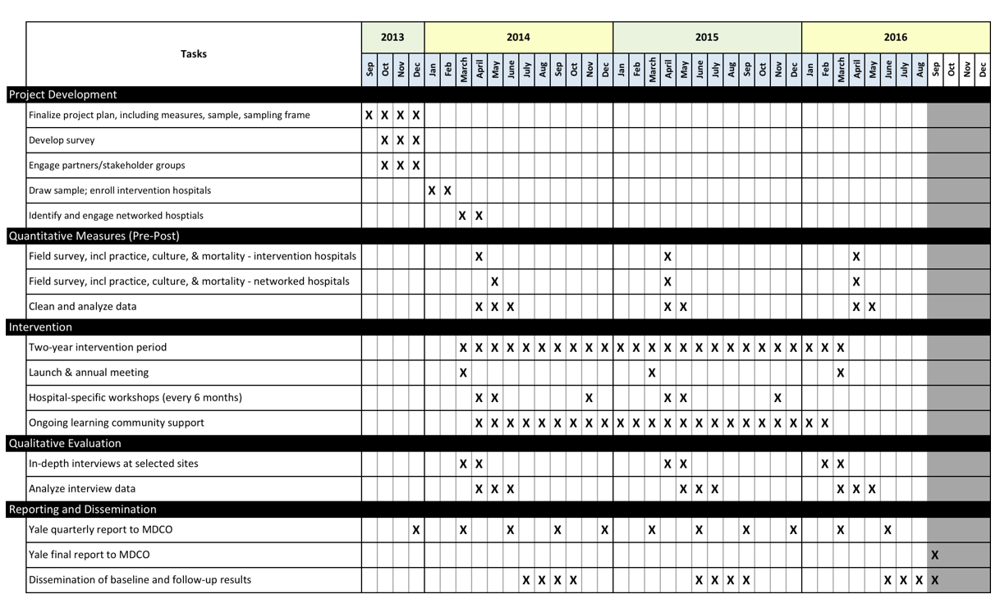 2013 2014 2015 2016
Tasks
Sep Oct Nov Dec Jan Feb March April May June July Aug Sep Oct Nov Dec Jan Feb March April May June July Aug Sep Oct Nov Dec Jan Feb March April May June July Aug Sep Oct Nov Dec
Project Development
Finalize project plan, including measures, sample, sampling frame X X X X
Develop survey X X X
Engage partners/stakeholder groups X X X
Draw sample; enroll intervention hospitals X X
Identify and engage networked hosptials X X
Quantitative Measures (Pre-Post)
Field survey, incl practice, culture, & mortality - intervention hospitals X X X
Field survey, incl practice, culture, & mortality - networked hospitals X X X
Clean and analyze data X X X X X X X
Intervention
Two-year intervention period X X X X X X X X X X X X X X X X X X X X X X X X X
Launch & annual meeting X X X
Hospital-specific workshops (every 6 months) X X X X X X
Ongoing learning community support X X X X X X X X X X X X X X X X X X X X X X X
Qualitative Evaluation
In-depth interviews at selected sites X X X X X X
Analyze interview data X X X X X X X X X
Reporting and Dissemination
Yale quarterly report to MDCO X X X X X X X X X X X
Yale final report to MDCO X
Dissemination of baseline and follow-up results X X X X X X X X X X X X